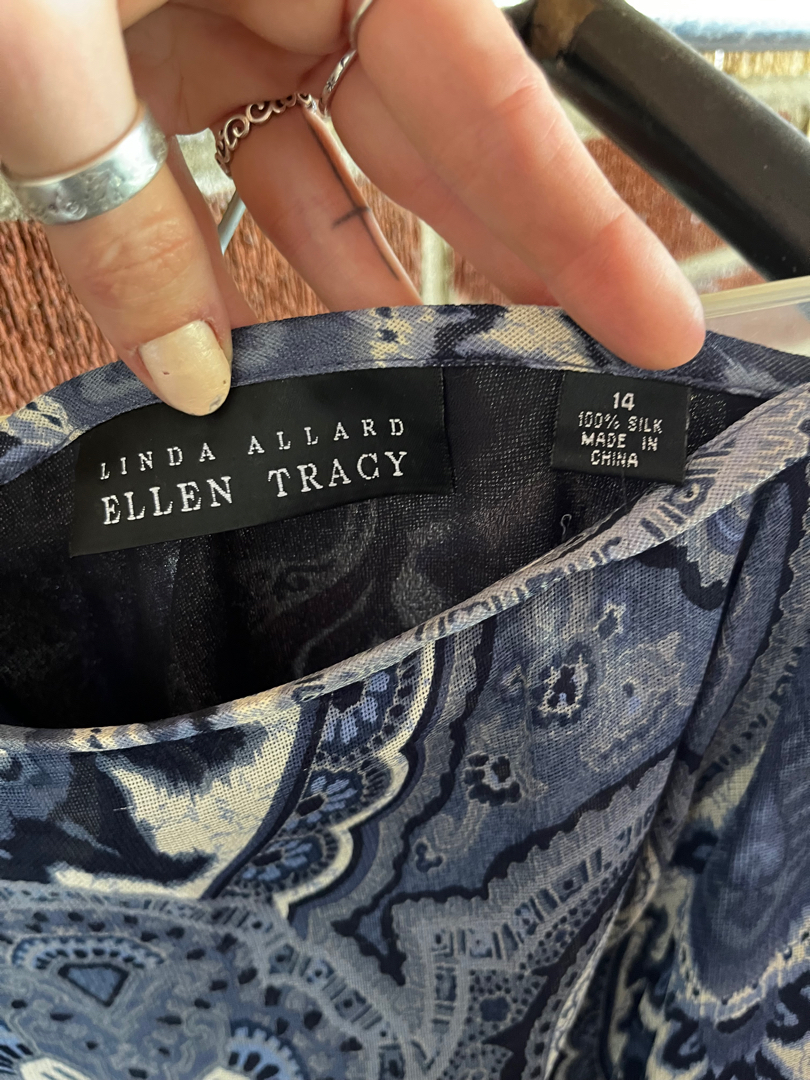 LINDA ALLARD
ELLEN TRACY
14
100% SILK
MADE IN
CHINA